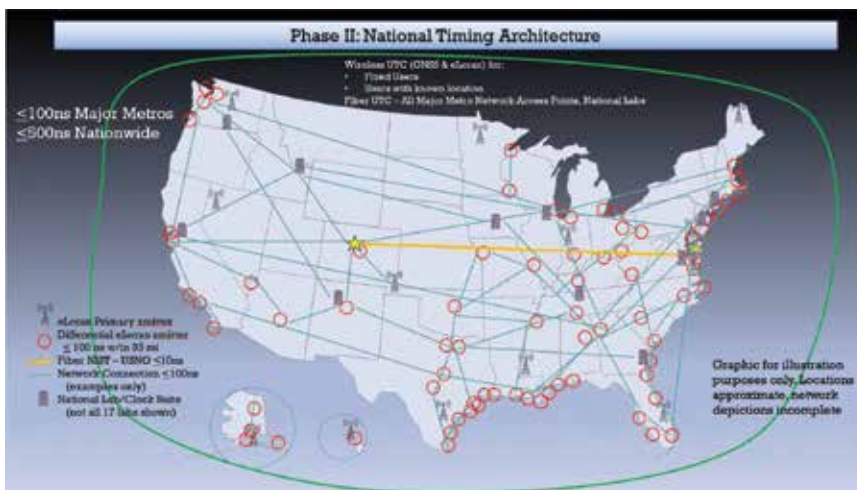 Phase II: National Timing Architecture
Wireless UTC (GNSS & eLoran) for:
• Fixed Users
• Users with known location
Fiber UTC – All Major Metro Network Access Points, National Labs
≤100ns Major Metros
≤500ns Nationwide
eLoran Primary xmitter
Differential eLoran xmitter
≤ 100 ns w/in 35 mi
Fiber NIST – USNO ≤10ns
Network Connection ≤100ns
(examples only)
National Lab/Clock Suite
(not all 17 labs shown)
Graphic for illustration
purposes only. Locations
approximate, network
depictions incomplete